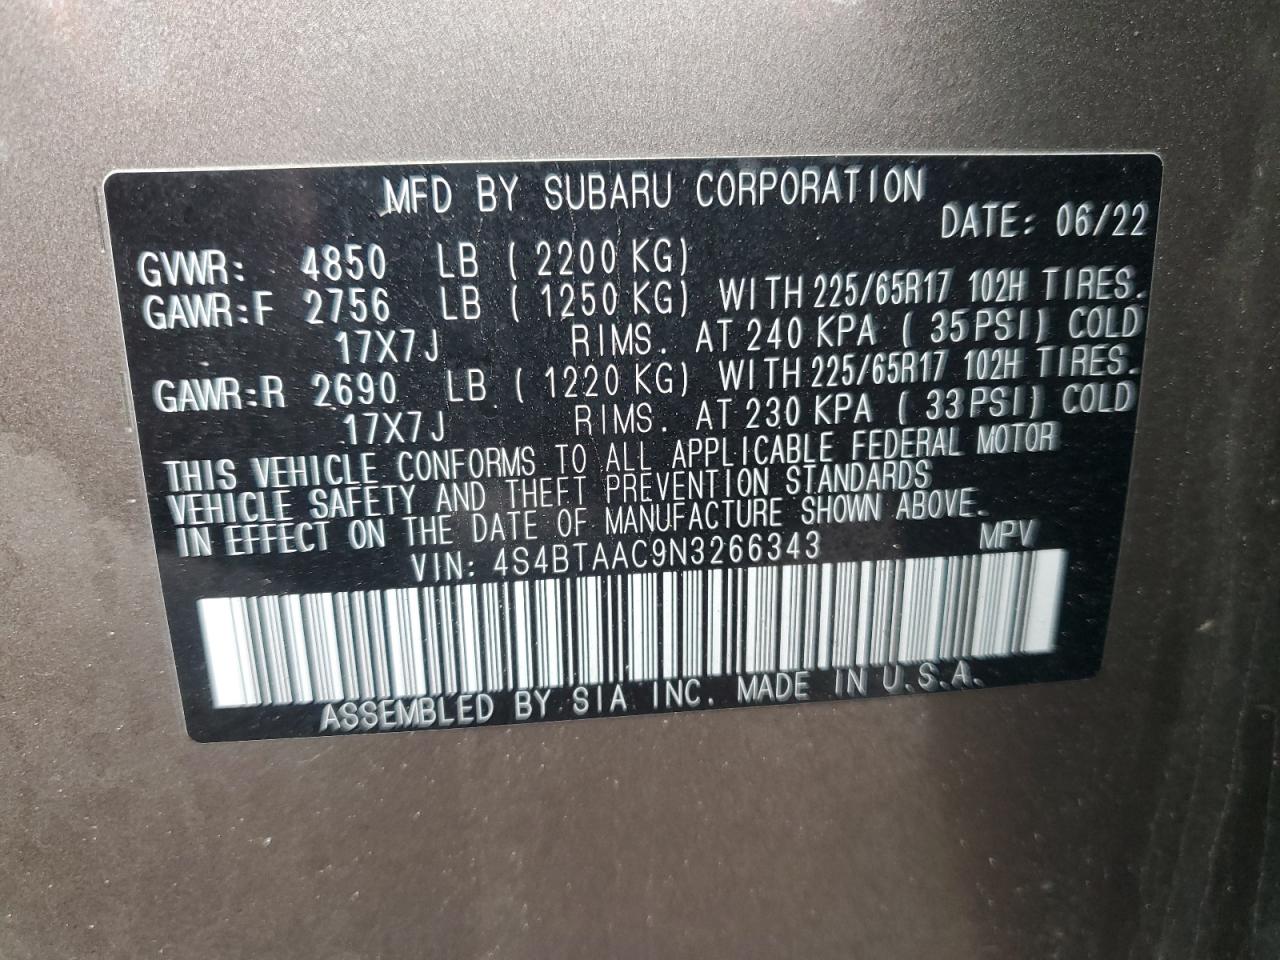 MFD BY SUBARU CORPORATION
DATE: 06/22
GVWR: 4850 LB ( 2200 KG)
GAWR:F 2756 LB ( 1250 KG) WITH 225/65R17 102H TIRES.
17X7J RIMS. AT 240 KPA ( 35PSI) COLD
GAWR:R 2690 LB ( 1220 KG) WITH 225/65R17 102H TIRES.
17X7J RIMS. AT 230 KPA ( 33PSI) COLD
THIS VEHICLE CONFORMS TO ALL APPLICABLE FEDERAL MOTOR
VEHICLE SAFETY AND THEFT PREVENTION STANDARDS
IN EFFECT ON THE DATE OF MANUFACTURE SHOWN ABOVE.
VIN: 4S4BTAAC9N3266343 MPV
ASSEMBLED BY SIA INC. MADE IN U.S.A.